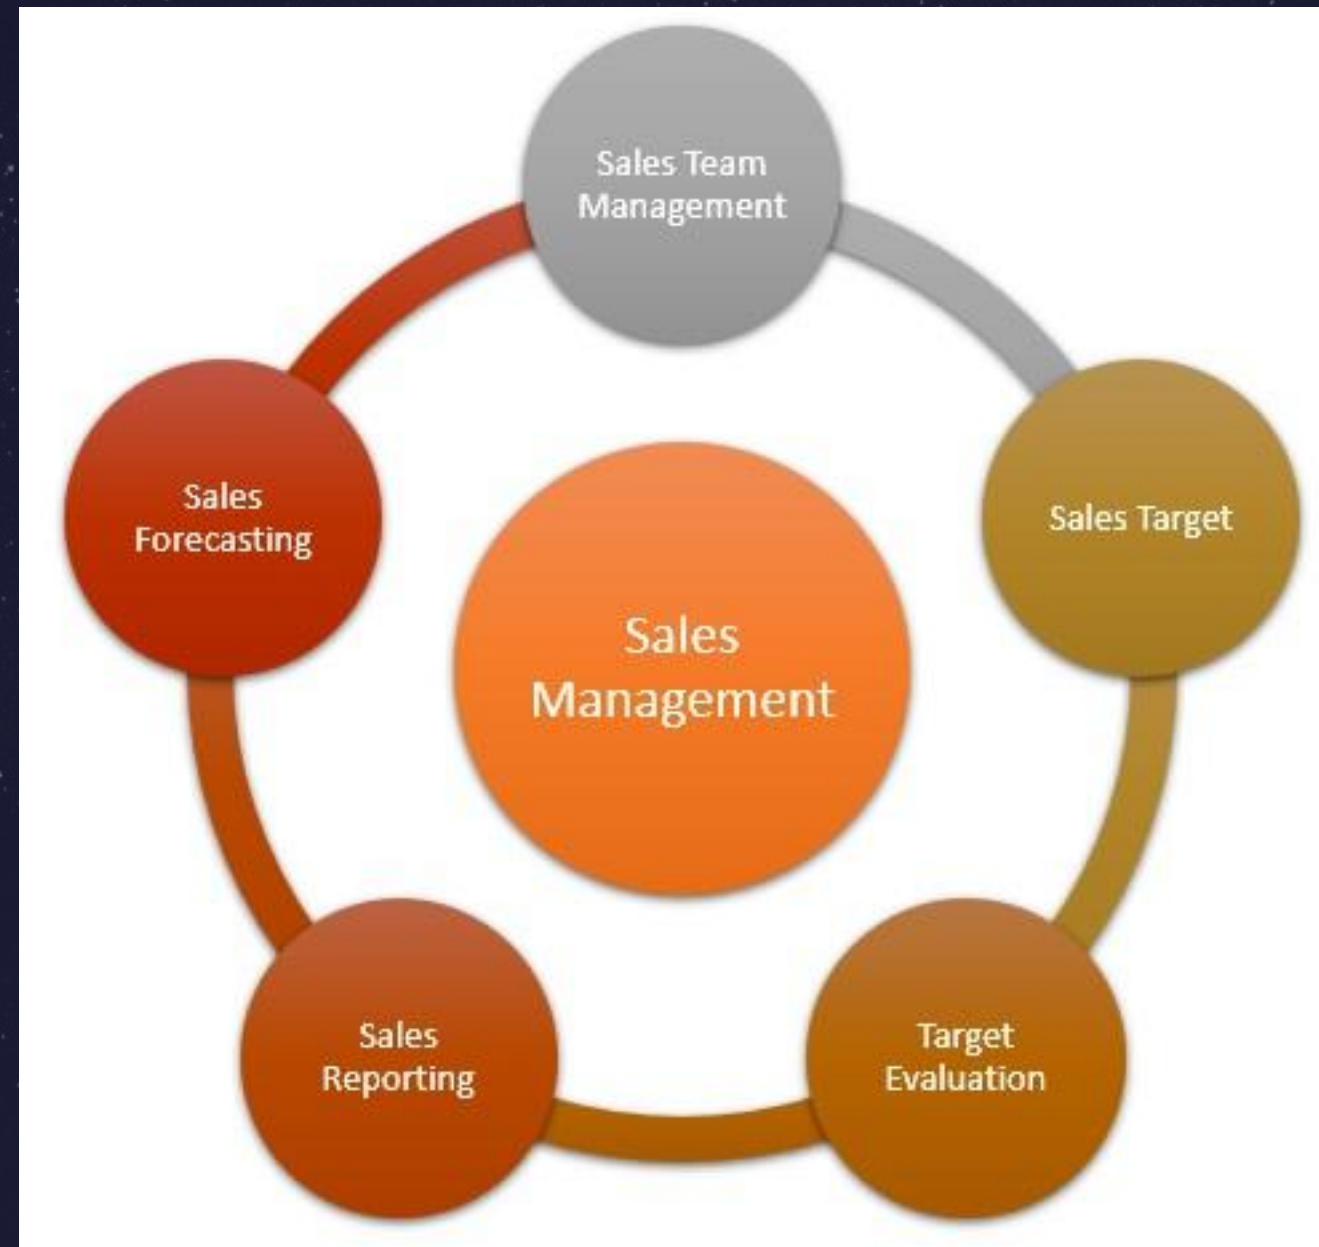 Sales Team
Management
Sales Target
Target
Evaluation
Sales
Reporting
Sales
Forecasting
Sales
Management